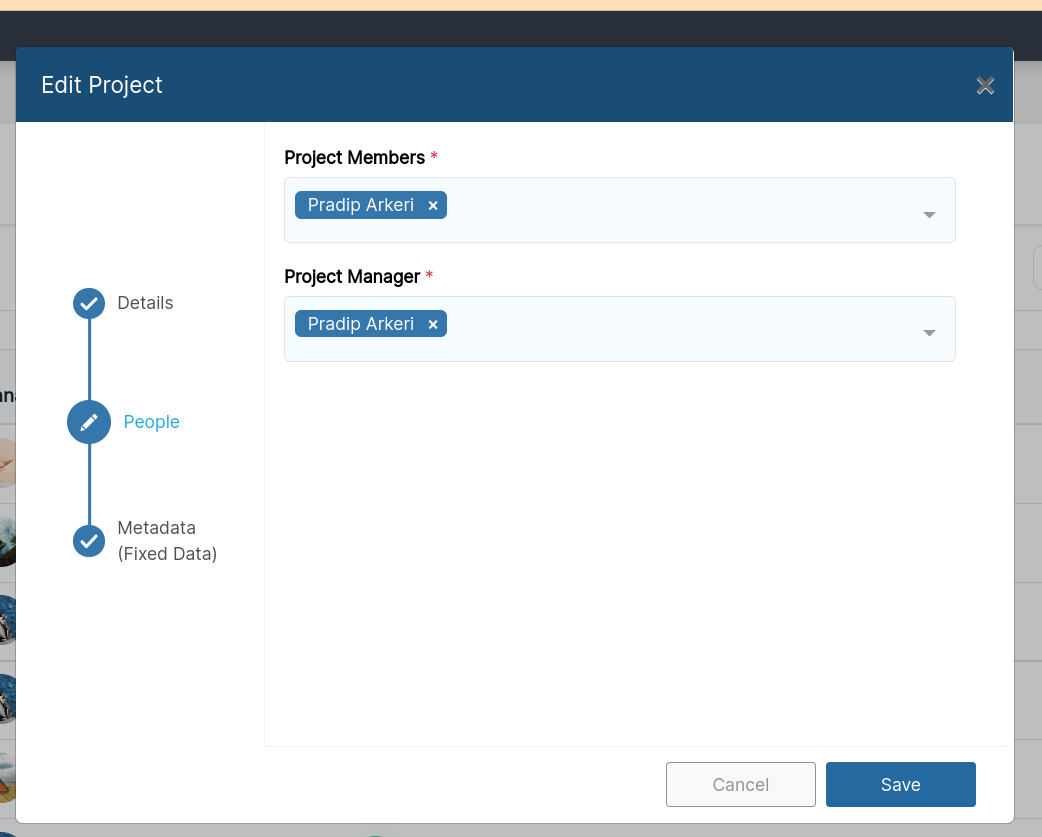 Edit Project
Project Members *
Pradip Arkeri ×
Project Manager *
Pradip Arkeri ×
Details
People
Metadata
(Fixed Data)
Cancel
Save